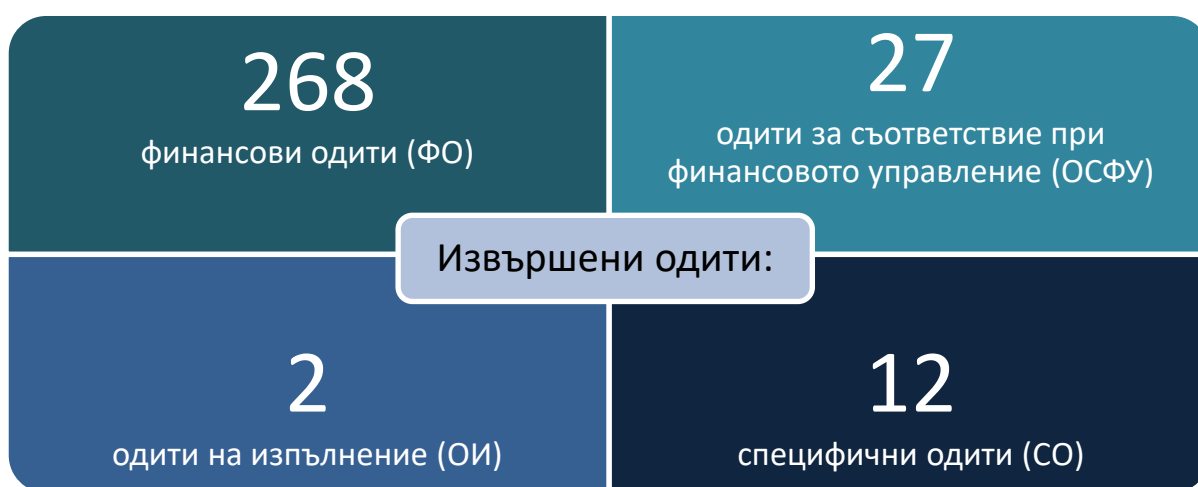 268
финансови одити (ФО)
27
одити за съответствие при
финансовото управление (ОСФУ)
Извършени одити:
2
одити на изпълнение (ОИ)
12
специфични одити (СО)